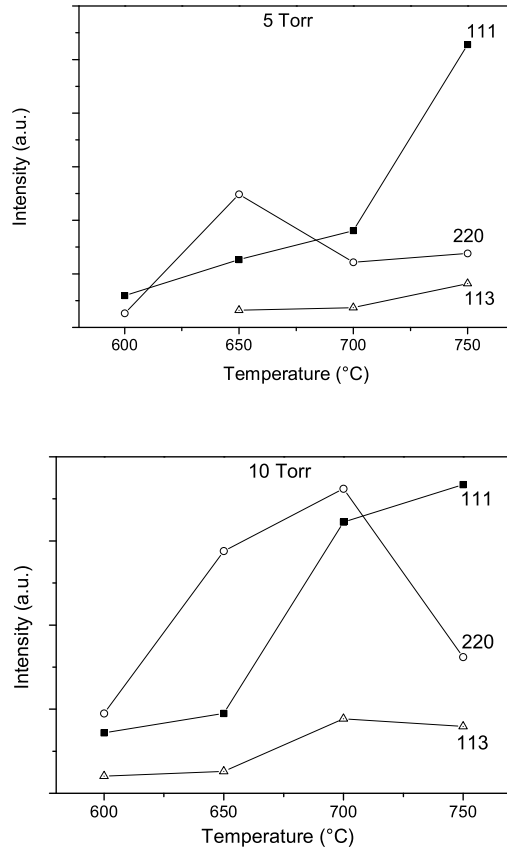 5 Torr
111
Intensity (a.u.)
220
113
600 650 700 750
Temperature (°C)
10 Torr
111
Intensity (a.u.)
220
113
600 650 700 750
Temperature (°C)